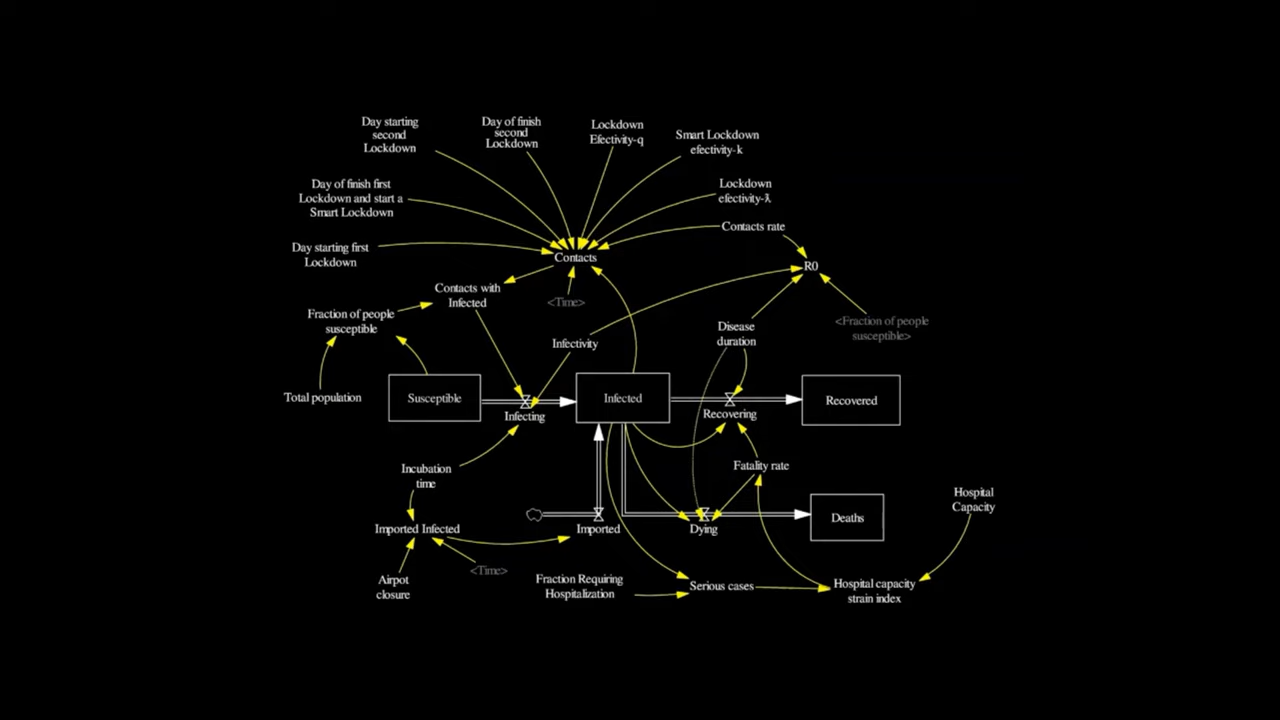 Day starting
second
Lockdown
Day of finish
second
Lockdown
Lockdown
Efectivity-q
Smart Lockdown
efectivity-k
Day of finish first
Lockdown and start a
Smart Lockdown
Lockdown
efectivity-λ
Contacts rate
Day starting first
Lockdown
Contacts
R0
Contacts with
Infected
<Time>
Fraction of people
susceptible
Infectivity
Disease
duration
<Fraction of people
susceptible>
Total population
Susceptible
Infecting
Infected
Recovering
Recovered
Incubation
time
Fatality rate
Hospital
Capacity
Imported Infected
Imported
Dying
Deaths
<Time>
Airpot
closure
Fraction Requiring
Hospitalization
Serious cases
Hospital capacity
strain index